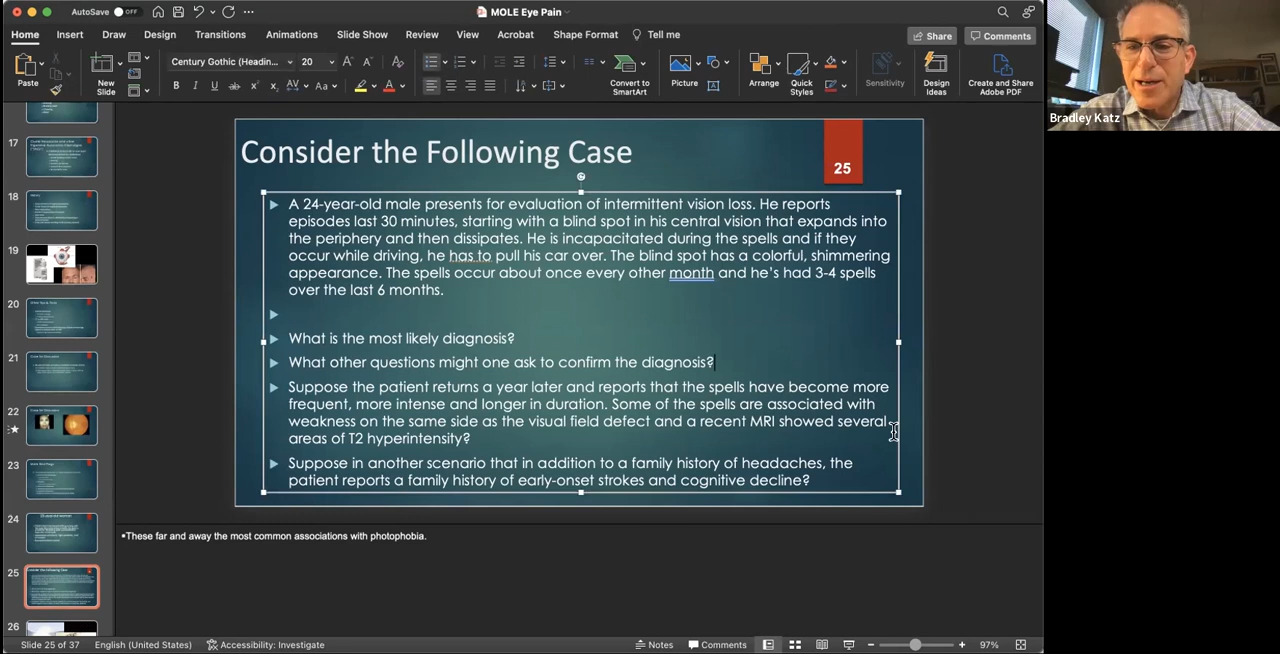 AutoSave OFF
MOLE Eye Pain
Home Insert Draw Design Transitions Animations Slide Show Review View Acrobat Shape Format Tell me
Share Comments
Paste
New Slide
Century Gothic (Headin... 20
B I U ab x² x₂ AV Aa A
Convert to SmartArt
Picture
Arrange
Quick Styles
Sensitivity
Design Ideas
Create and Share Adobe PDF
Bradley Katz
17
18
19
20
21
22
23
24
25
26
Consider the Following Case
25
A 24-year-old male presents for evaluation of intermittent vision loss. He reports
episodes last 30 minutes, starting with a blind spot in his central vision that expands into
the periphery and then dissipates. He is incapacitated during the spells and if they
occur while driving, he has to pull his car over. The blind spot has a colorful, shimmering
appearance. The spells occur about once every other month and he's had 3-4 spells
over the last 6 months.
What is the most likely diagnosis?
What other questions might one ask to confirm the diagnosis?
Suppose the patient returns a year later and reports that the spells have become more
frequent, more intense and longer in duration. Some of the spells are associated with
weakness on the same side as the visual field defect and a recent MRI showed several
areas of T2 hyperintensity?
Suppose in another scenario that in addition to a family history of headaches, the
patient reports a family history of early-onset strokes and cognitive decline?
•These far and away the most common associations with photophobia.
Slide 25 of 37 English (United States) Accessibility: Investigate Notes Comments 97%